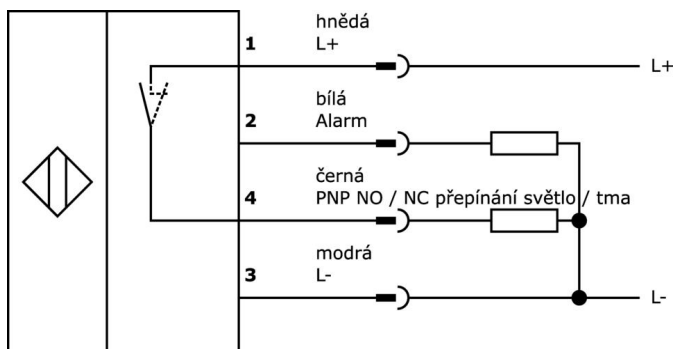 hnědá
1 L+
L+
bílá
2 Alarm
černá
4 PNP NO / NC přepínání světlo / tma
modrá
3 L-
L-